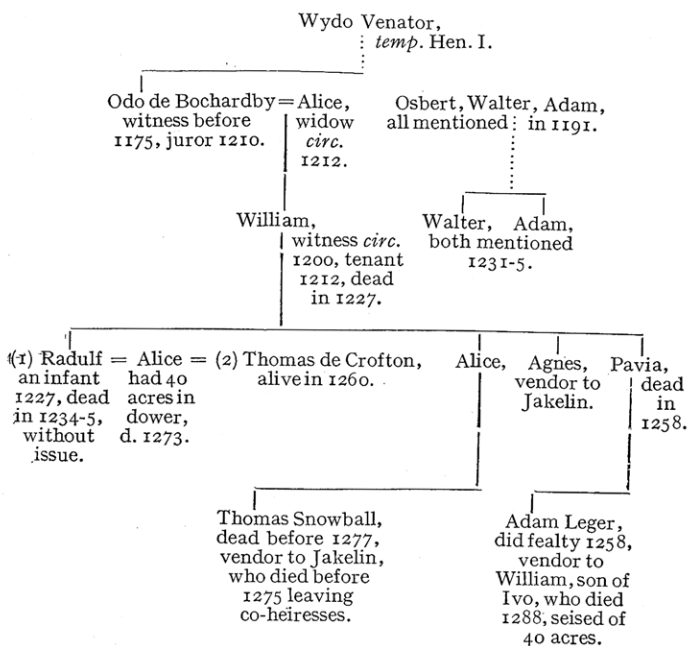 Wydo Venator,
temp. Hen. I.
Odo de Bochardby = Alice,
witness before
1175, juror 1210.
widow
circ.
1212.
Osbert, Walter, Adam,
all mentioned in 1191.
William,
witness circ.
1200, tenant
1212, dead
in 1227.
Walter, Adam,
both mentioned
1231-5.
(1) Radulf = Alice = (2) Thomas de Crofton,
an infant
1227, dead
in 1234-5,
without
issue.
had 40
acres in
dower,
d. 1273.
alive in 1260.
Alice,
Agnes,
vendor to
Jakelin.
Pavia,
dead
in
1258.
Thomas Snowball,
dead before 1277,
vendor to Jakelin,
who died before
1275 leaving
co-heiresses.
Adam Leger,
did fealty 1258,
vendor to
William, son of
Ivo, who died
1288, seised of
40 acres.